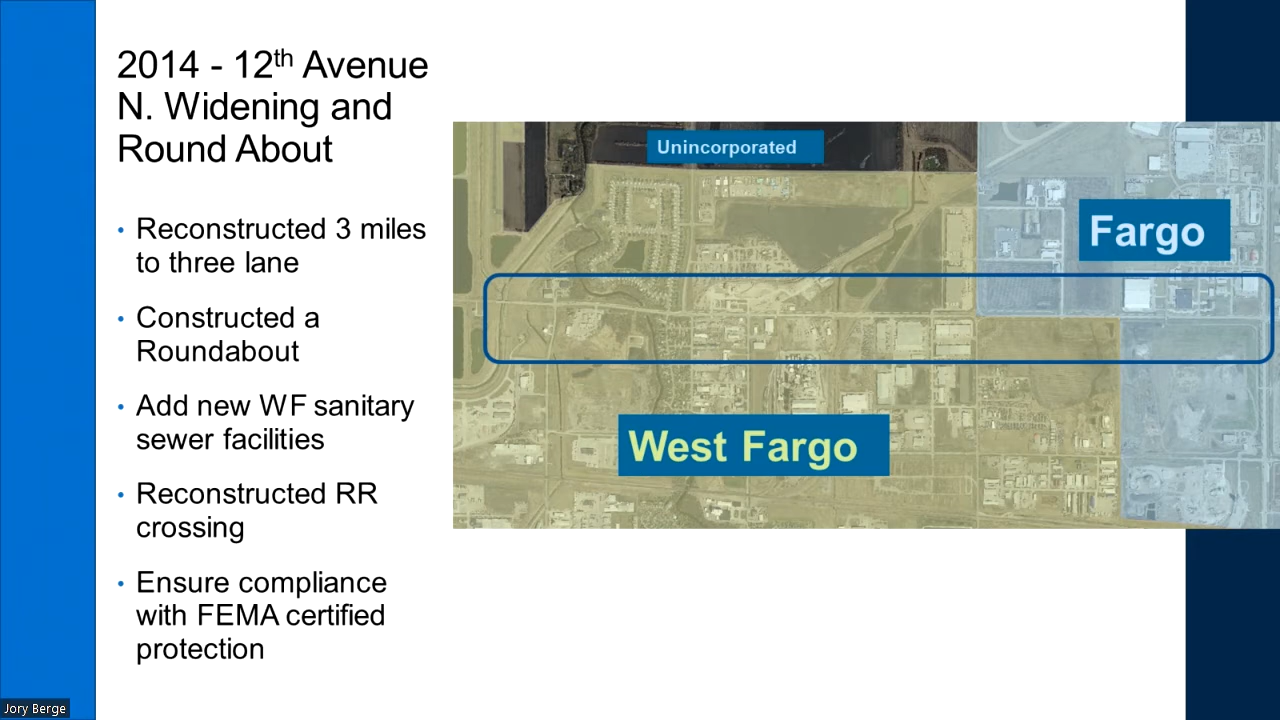 2014 - 12th Avenue
N. Widening and
Round About
• Reconstructed 3 miles
to three lane
• Constructed a
Roundabout
• Add new WF sanitary
sewer facilities
• Reconstructed RR
crossing
• Ensure compliance
with FEMA certified
protection
Unincorporated
Fargo
West Fargo
Jory Berge